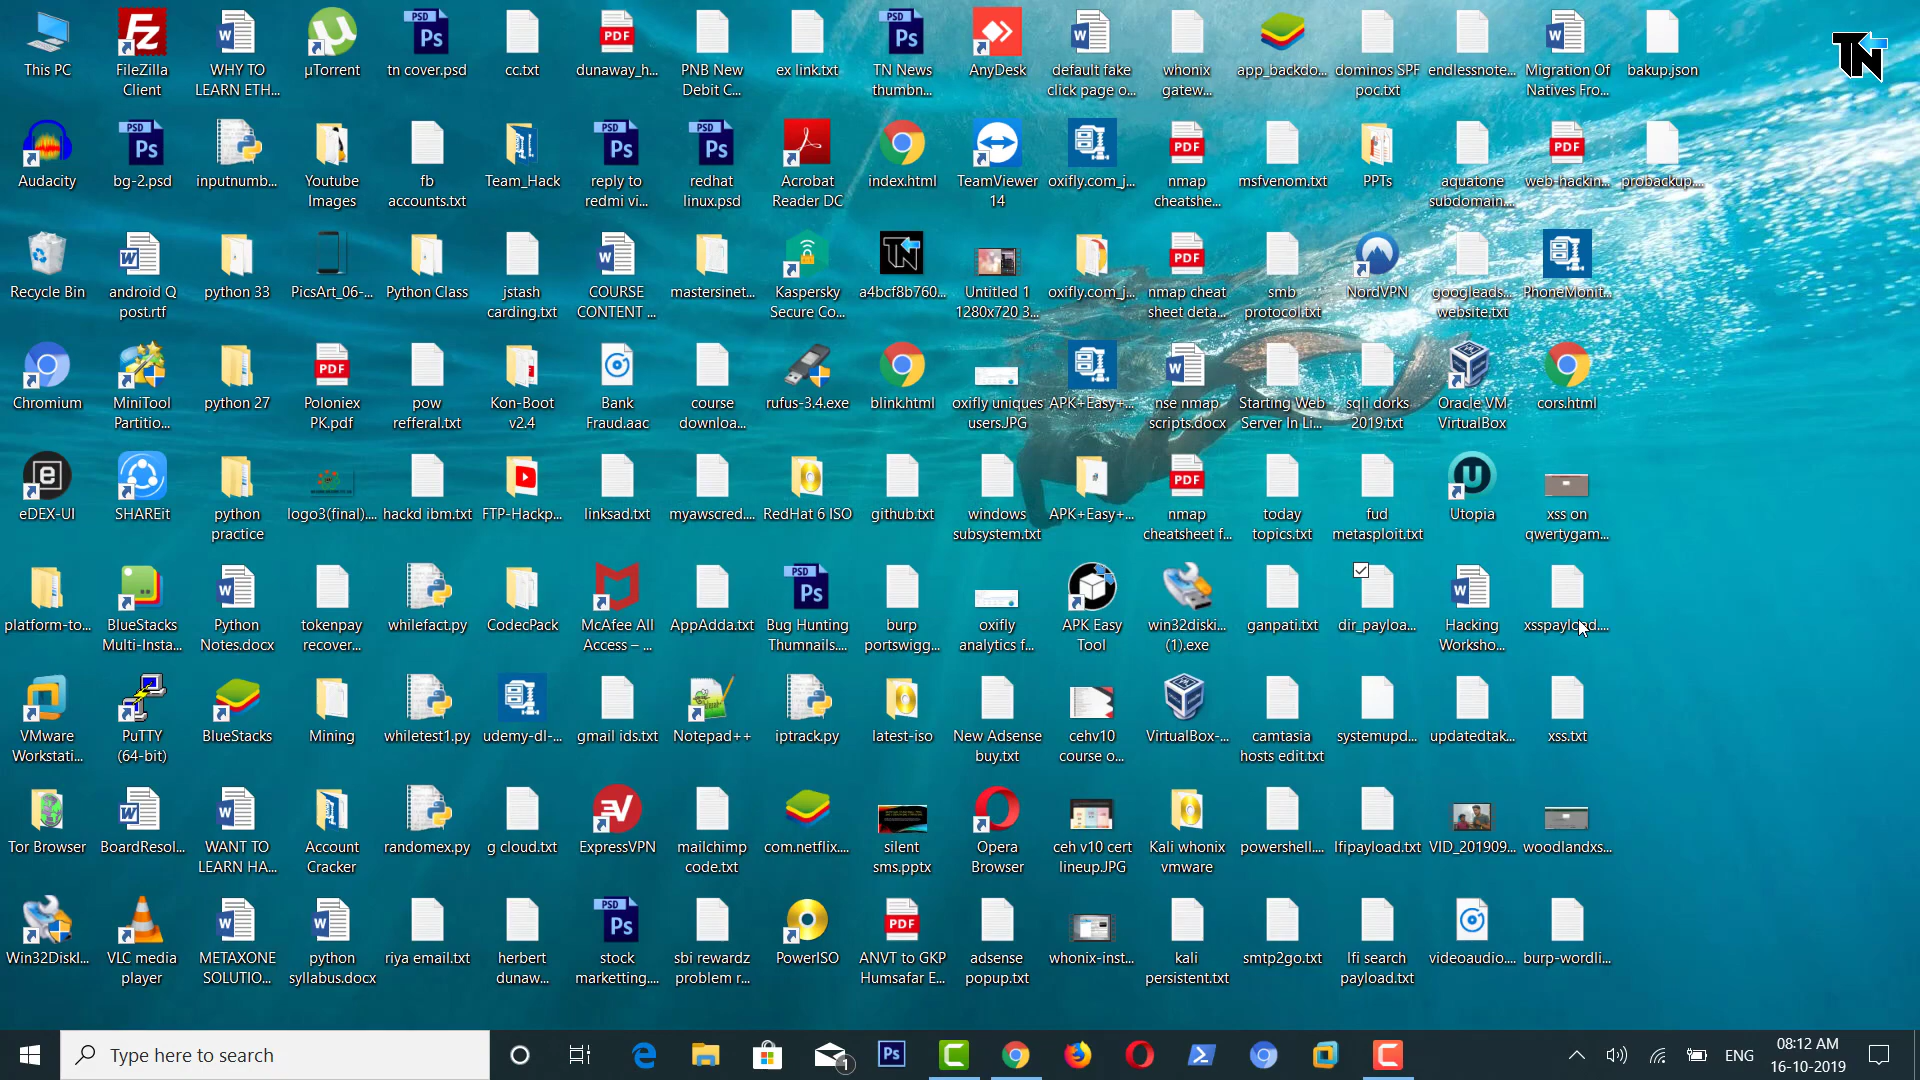 This PC
FileZilla
Client
WHY TO
LEARN ETH...
µTorrent
tn cover.psd
cc.txt
dunaway_h...
PNB New
Debit C...
ex link.txt
TN News
thumbn...
AnyDesk
default fake
click page o...
whonix
gatew...
app_backdo...
dominos SPF
poc.txt
endlessnote...
Migration Of
Natives Fro...
bakup.json
TN
Audacity
bg-2.psd
inputnumb...
Youtube
Images
fb
accounts.txt
Team_Hack
reply to
redmi vi...
redhat
linux.psd
Acrobat
Reader DC
index.html
TeamViewer
14
oxifly.com_j...
nmap
cheatshe...
msfvenom.txt
PPTs
aquatone
subdomain....
web-hackin...
probackup....
Recycle Bin
android Q
post.rtf
python 33
PicsArt_06-...
Python Class
jstash
carding.txt
COURSE
CONTENT ...
mastersinet...
Kaspersky
Secure Co...
a4bcf8b760...
Untitled 1
1280x720 3...
oxifly.com_j...
nmap cheat
sheet deta...
smb
protocol.txt
NordVPN
googleads...
website.txt
PhoneMonit...
Chromium
MiniTool
Partitio...
python 27
Poloniex
PK.pdf
pow
refferal.txt
Kon-Boot
v2.4
Bank
Fraud.aac
course
downloa...
rufus-3.4.exe
blink.html
oxifly uniques
users.JPG
APK+Easy+...
nse nmap
scripts.docx
Starting Web
Server In Li...
sqli dorks
2019.txt
Oracle VM
VirtualBox
cors.html
eDEX-UI
SHAREit
python
practice
logo3(final)....
hackd ibm.txt
FTP-Hackp...
linksad.txt
myawscred....
RedHat 6 ISO
github.txt
windows
subsystem.txt
APK+Easy+...
nmap
cheatsheet f...
today
topics.txt
fud
metasploit.txt
Utopia
xss on
qwertygam...
platform-to...
BlueStacks
Multi-Insta...
Python
Notes.docx
tokenpay
recover...
whilefact.py
CodecPack
McAfee All
Access – ...
AppAdda.txt
Bug Hunting
Thumnails....
burp
portswigg...
oxifly
analytics f...
APK Easy
Tool
win32diski...
(1).exe
ganpati.txt
dir_payloa...
Hacking
Worksho...
xsspayload....
VMware
Workstati...
PuTTY
(64-bit)
BlueStacks
Mining
whiletest1.py
udemy-dl-...
gmail ids.txt
Notepad++
iptrack.py
latest-iso
New Adsense
buy.txt
cehv10
course o...
VirtualBox-...
camtasia
hosts edit.txt
systemupd...
updatedtak...
xss.txt
Tor Browser
BoardResol...
WANT TO
LEARN HA...
Account
Cracker
randomex.py
g cloud.txt
ExpressVPN
mailchimp
code.txt
com.netflix....
silent
sms.pptx
Opera
Browser
ceh v10 cert
lineup.JPG
Kali whonix
vmware
powershell....
lfipayload.txt
VID_201909...
woodlandxs...
Win32DiskI...
VLC media
player
METAXONE
SOLUTIO...
python
syllabus.docx
riya email.txt
herbert
dunaw...
stock
marketting....
sbi rewardz
problem r...
PowerISO
ANVT to GKP
Humsafar E...
adsense
popup.txt
whonix-inst...
kali
persistent.txt
smtp2go.txt
lfi search
payload.txt
videoaudio....
burp-wordli...
Type here to search
1
ENG
08:12 AM
16-10-2019